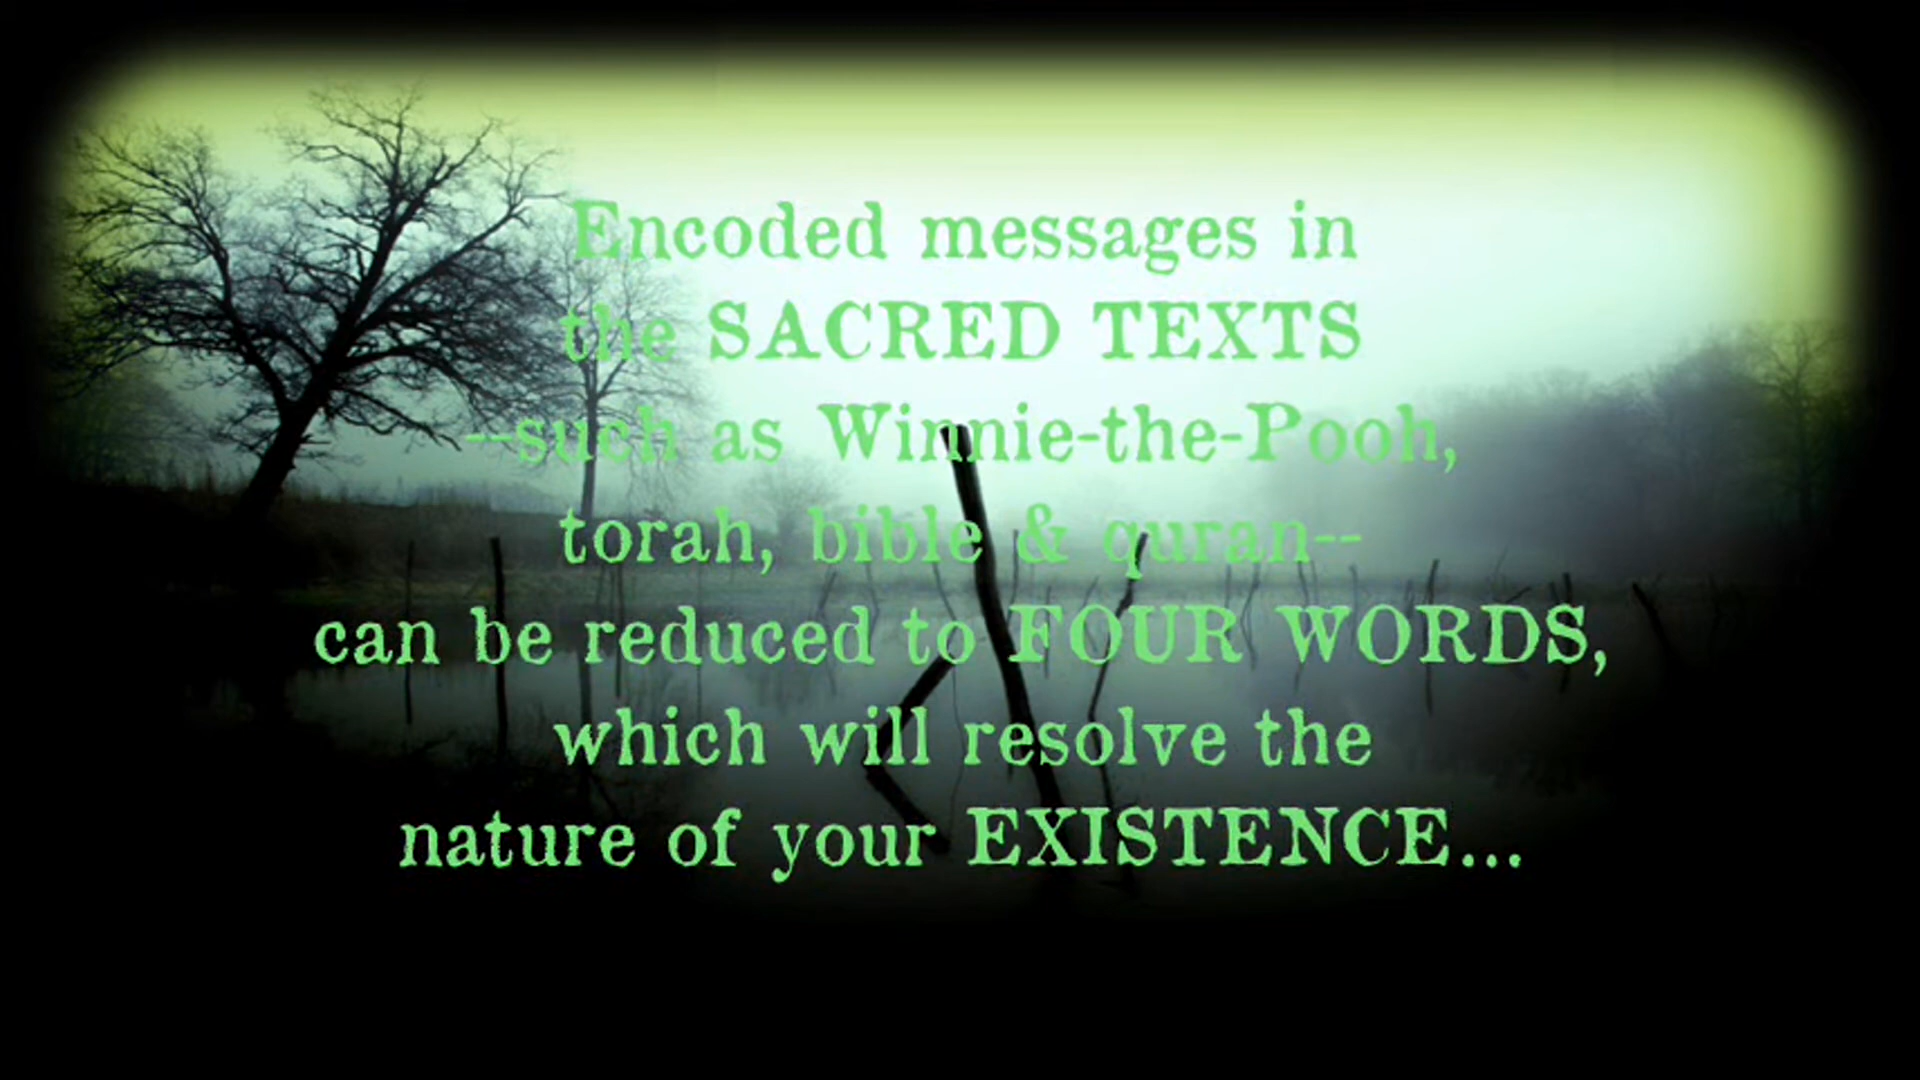 Encoded messages in
the SACRED TEXTS
--such as Winnie-the-Pooh,
torah, bible & quran--
can be reduced to FOUR WORDS,
which will resolve the
nature of your EXISTENCE...